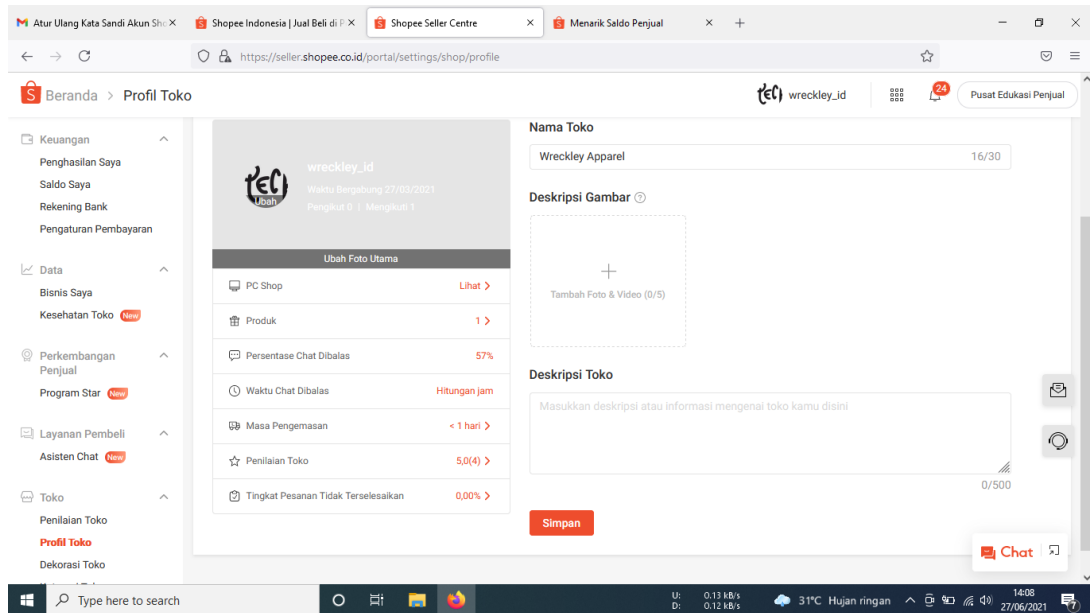 Atur Ulang Kata Sandi Akun Sho
Shopee Indonesia | Jual Beli di P
Shopee Seller Centre
Menarik Saldo Penjual
https://seller.shopee.co.id/portal/settings/shop/profile
Beranda > Profil Toko
wreckley_id
24
Pusat Edukasi Penjual
Keuangan
Penghasilan Saya
Saldo Saya
Rekening Bank
Pengaturan Pembayaran
Data
Bisnis Saya
Kesehatan Toko New
Perkembangan
Penjual
Program Star New
Layanan Pembeli
Asisten Chat New
Toko
Penilaian Toko
Profil Toko
Dekorasi Toko
wreckley_id
Waktu Bergabung 27/03/2021
Pengikut 0 | Mengikuti 1
Ubah
Ubah Foto Utama
PC Shop Lihat >
Produk 1 >
Persentase Chat Dibalas 57%
Waktu Chat Dibalas Hitungan jam
Masa Pengemasan < 1 hari >
Penilaian Toko 5,0(4) >
Tingkat Pesanan Tidak Terselesaikan 0,00% >
Nama Toko
Wreckley Apparel 16/30
Deskripsi Gambar
Tambah Foto & Video (0/5)
Deskripsi Toko
Masukkan deskripsi atau informasi mengenai toko kamu disini
0/500
Simpan
Chat
Type here to search
U: 0.13 kB/s
D: 0.12 kB/s
31°C Hujan ringan
14:08
27/06/2021